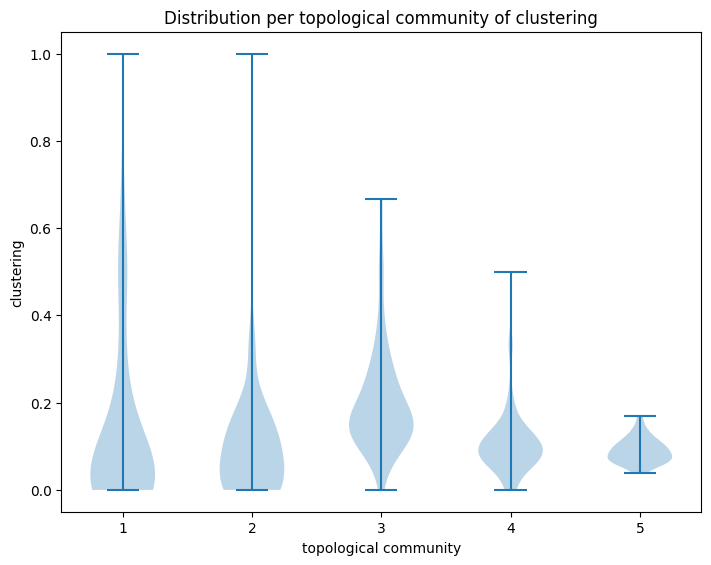 Distribution per topological community of clustering
clustering
1.0
0.8
0.6
0.4
0.2
0.0
1 2 3 4 5
topological community